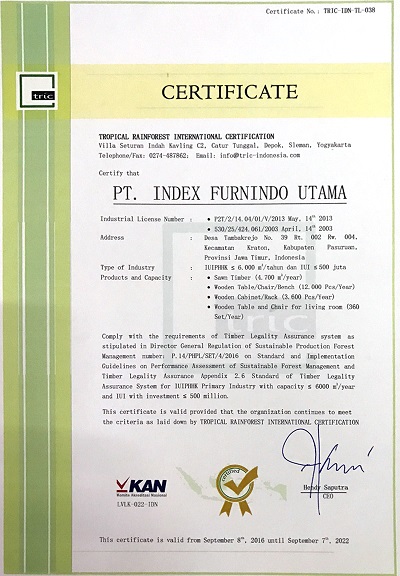 Certificate No.: TRIC-IDN-TL-038
tric
CERTIFICATE
TROPICAL RAINFOREST INTERNATIONAL CERTIFICATION
Villa Seturan Indah Kavling C2, Catur Tunggal, Depok, Sleman, Yogyakarta
Telephone/Fax: 0274-487862; Email: info@tric-indonesia.com
Certify that
PT. INDEX FURNINDO UTAMA
Industrial License Number : • P2T/2/14.04/01/V/2013 May, 14th 2013
• 530/25/424.061/2003 April, 14th 2003
Address : Desa Tambakrejo No. 39 Rt. 002 Rw. 004,
Kecamatan Kraton, Kabupaten Pasuruan,
Provinsi Jawa Timur, Indonesia
Type of Industry : IUIPHHK ≤ 6.000 m³/tahun dan IUI ≤ 500 juta
Products and Capacity : • Sawn Timber (4.700 m³/year)
• Wooden Table/Chair/Bench (12.000 Pcs/Year)
• Wooden Cabinet/Rack (3.600 Pcs/Year)
• Wooden Table and Chair for living room (360
Set/Year)
tric
Comply with the requirements of Timber Legality Assurance system as
stipulated in Director General Regulation of Sustainable Production Forest
Management number: P.14/PHPL/SET/4/2016 on Standard and Implementation
Guidelines on Performance Assessment of Sustainable Forest Management and
Timber Legality Assurance Appendix 2.6 Standard of Timber Legality
Assurance System for IUIPHHK Primary Industry with capacity ≤ 6000 m³/year
and IUI with investment ≤ 500 million.
This certificate is valid provided that the organization continues to meet
the criteria as laid down by TROPICAL RAINFOREST INTERNATIONAL CERTIFICATION
KAN
Komite Akreditasi Nasional
LVLK-022-IDN
certified
Hendy Saputra
CEO
This certificate is valid from September 8th, 2016 until September 7th, 2022